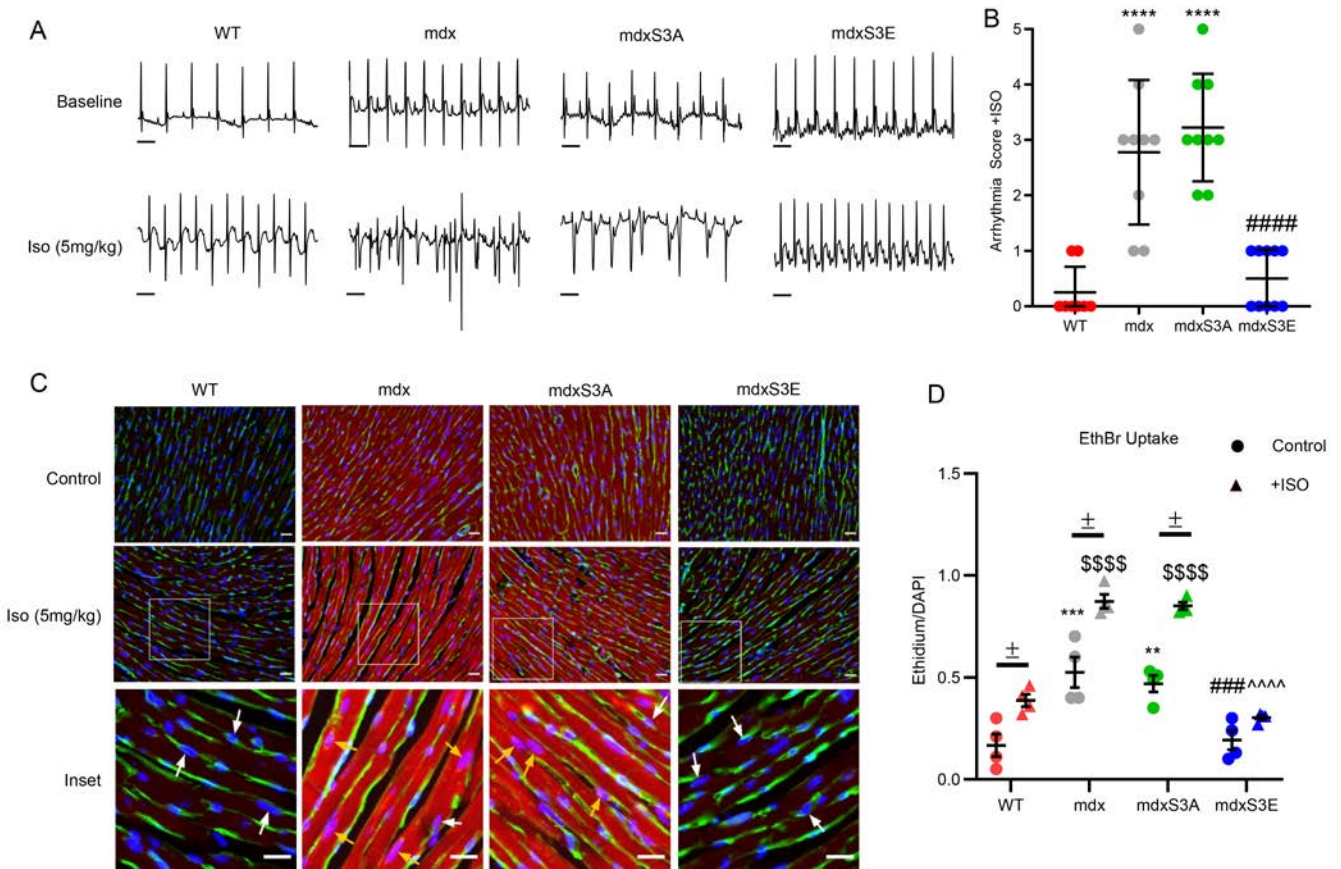 A
WT
mdx
mdxS3A
mdxS3E
Baseline
Iso (5mg/kg)
B
Arrhythmia Score +ISO
5
4
3
2
1
0
****
****
####
WT
mdx
mdxS3A
mdxS3E
C
WT
mdx
mdxS3A
mdxS3E
Control
Iso (5mg/kg)
Inset
D
EthBr Uptake
Control
+ISO
Ethidium/DAPI
1.5
1.0
0.5
0.0
±
±
±
$$$$
$$$$
***
**
###^^^^
WT
mdx
mdxS3A
mdxS3E